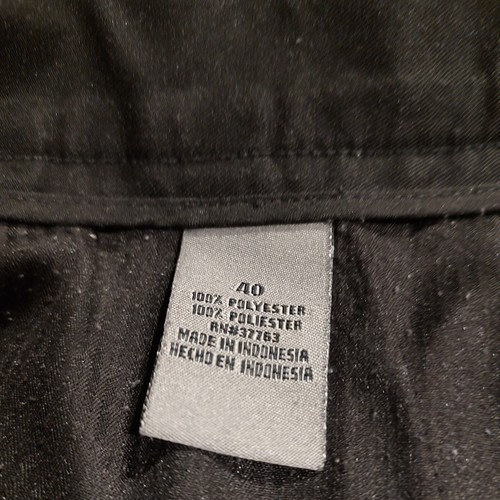 40
100% POLYESTER
100% POLIESTER
RN#37763
MADE IN INDONESIA
HECHO EN INDONESIA